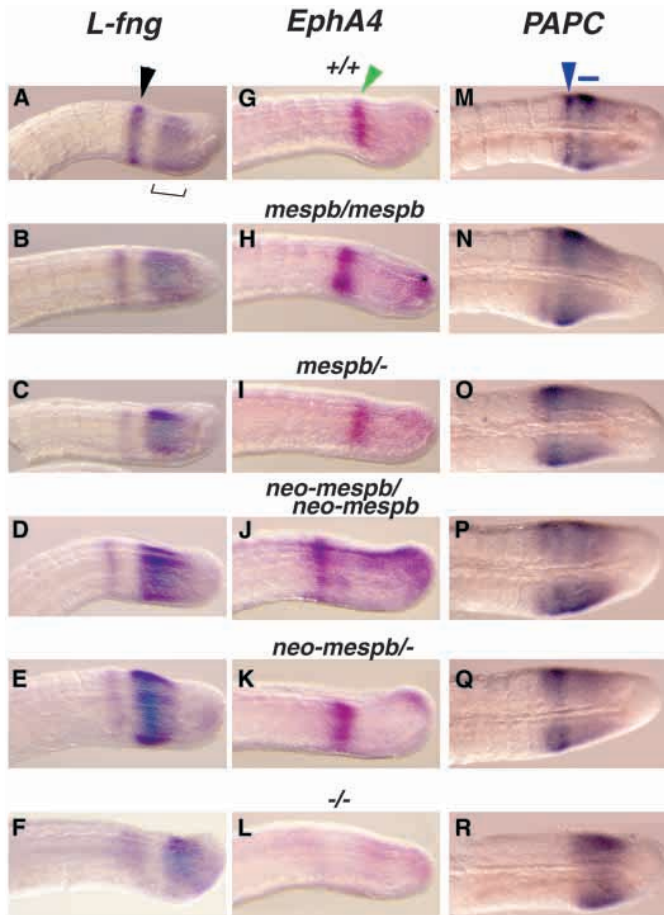 L-fng EphA4 PAPC
+/+
A G M
mespb/mespb
B H N
mespb/-
C I O
neo-mespb/
neo-mespb
D J P
neo-mespb/-
E K Q
-/-
F L R